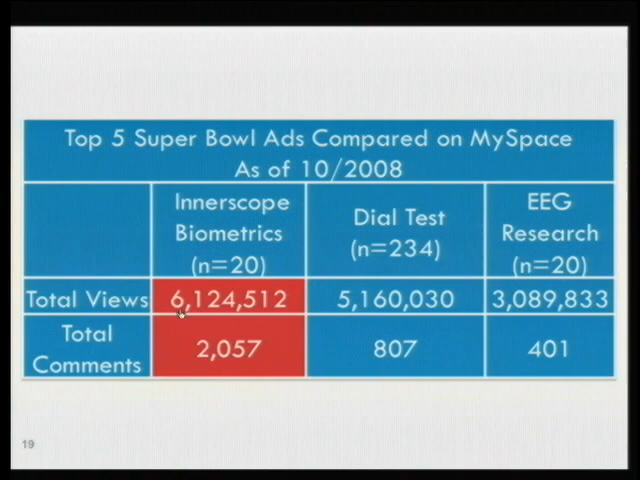 Top 5 Super Bowl Ads Compared on MySpace
As of 10/2008
Innerscope
Biometrics
(n=20)
Dial Test
(n=234)
EEG
Research
(n=20)
Total Views 6,124,512 5,160,030 3,089,833
Total
Comments
2,057 807 401
19